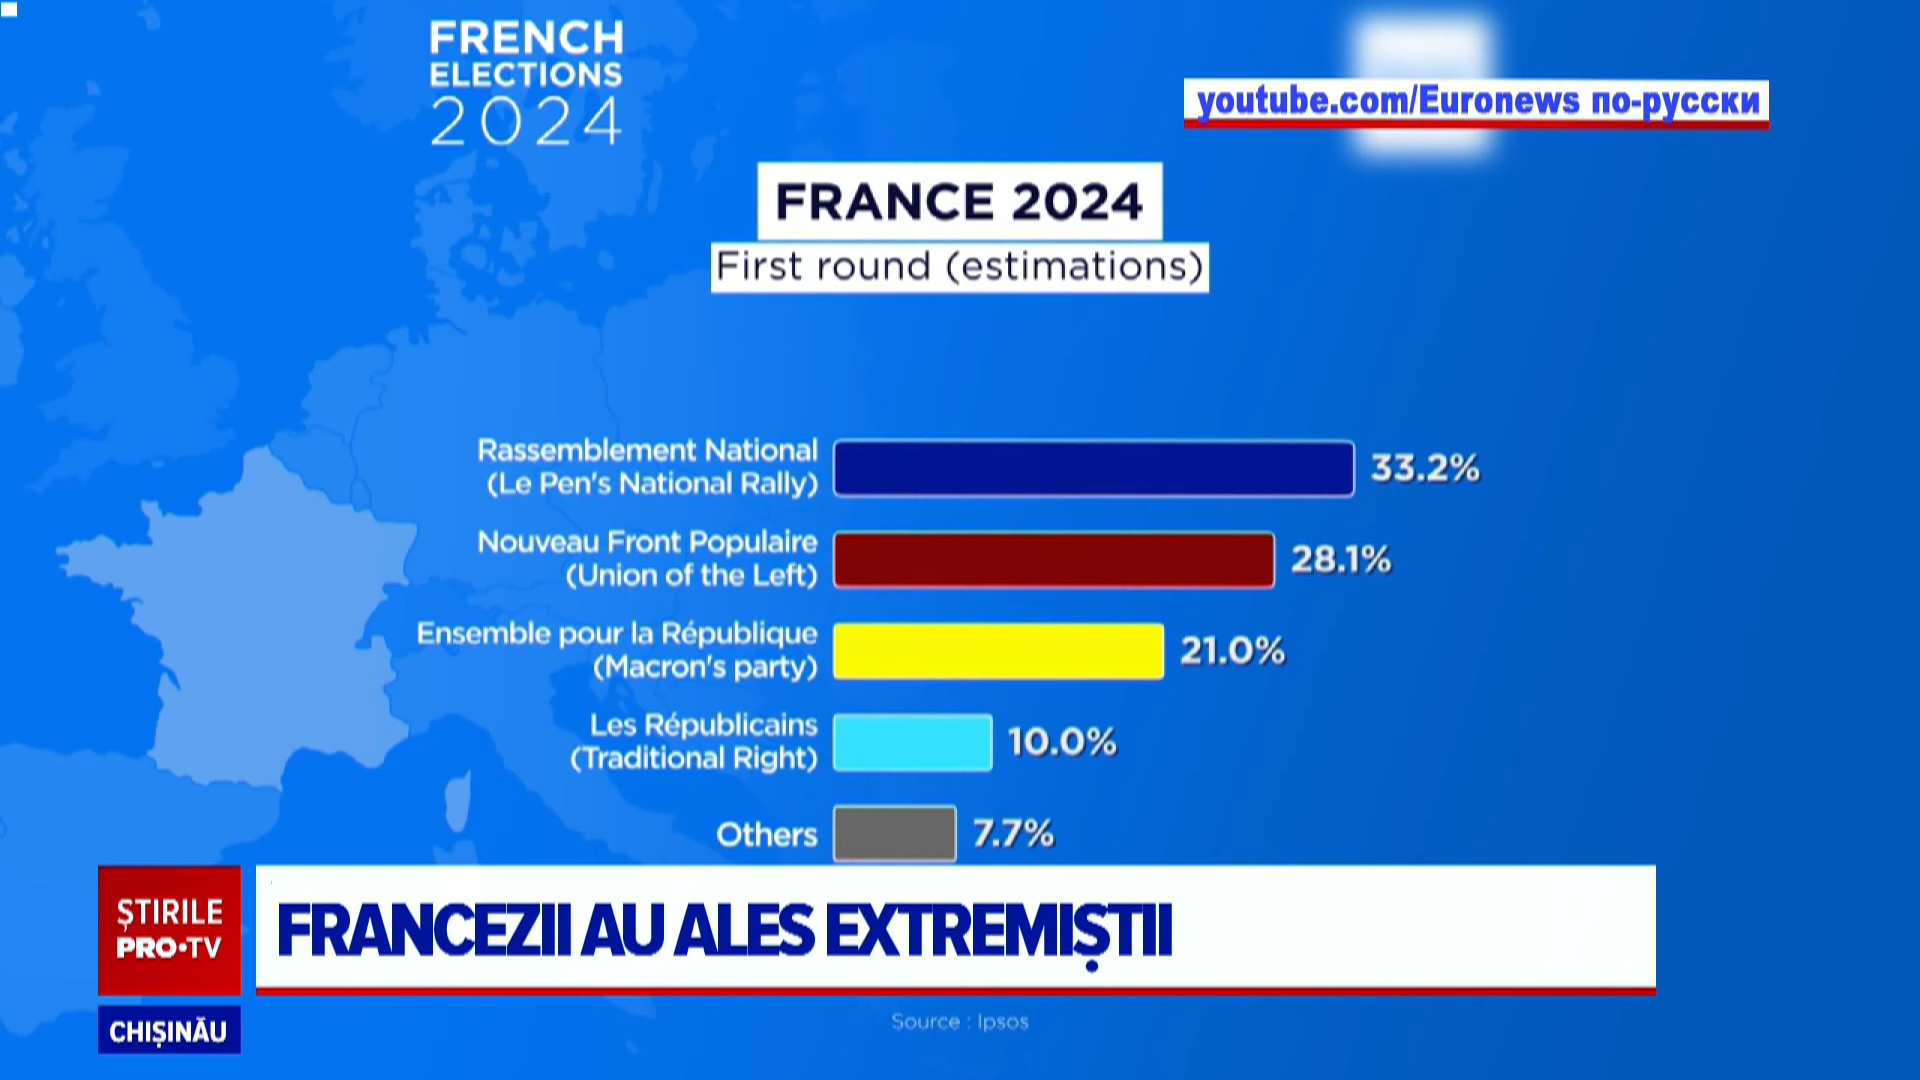 FRENCH
ELECTIONS
2024
youtube.com/Euronews по-русски
FRANCE 2024
First round (estimations)
Rassemblement National
(Le Pen's National Rally)
33.2%
Nouveau Front Populaire
(Union of the Left)
28.1%
Ensemble pour la République
(Macron's party)
21.0%
Les Républicains
(Traditional Right)
10.0%
Others
7.7%
ȘTIRILE
PRO•TV
FRANCEZII AU ALES EXTREMIȘTII
CHIȘINĂU
Source : Ipsos